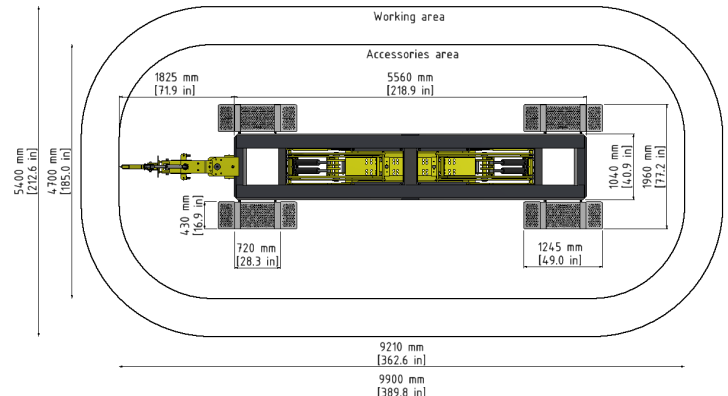 Working area
Accessories area
1825 mm
[71.9 in]
5560 mm
[218.9 in]
5400 mm
[212.6 in]
4700 mm
[185.0 in]
1040 mm
[40.9 in]
1960 mm
[77.2 in]
430 mm
[16.9 in]
720 mm
[28.3 in]
1245 mm
[49.0 in]
9210 mm
[362.6 in]
9900 mm
[389.8 in]